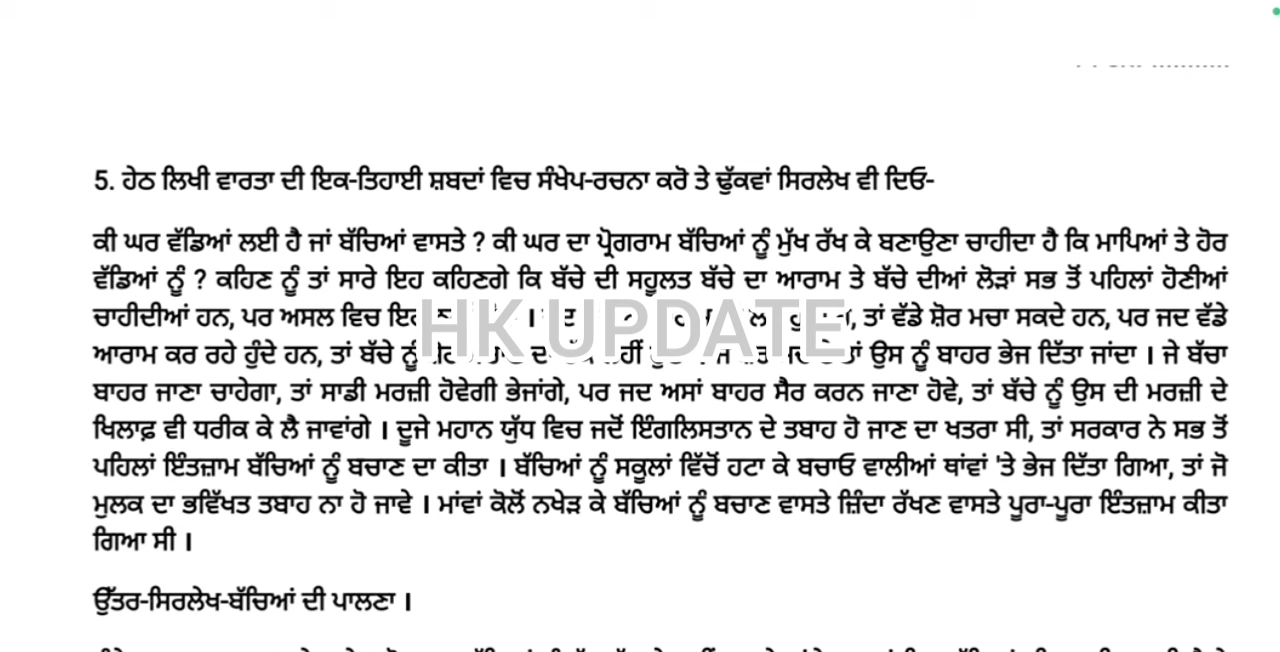 5. ਹੇਠ ਲਿਖੀ ਵਾਰਤਾ ਦੀ ਇਕ-ਤਿਹਾਈ ਸ਼ਬਦਾਂ ਵਿਚ ਸੰਖੇਪ-ਰਚਨਾ ਕਰੋ ਤੇ ਢੁੱਕਵਾਂ ਸਿਰਲੇਖ ਵੀ ਦਿਓ-
ਕੀ ਘਰ ਵੱਡਿਆਂ ਲਈ ਹੈ ਜਾਂ ਬੱਚਿਆਂ ਵਾਸਤੇ ? ਕੀ ਘਰ ਦਾ ਪ੍ਰੋਗਰਾਮ ਬੱਚਿਆਂ ਨੂੰ ਮੁੱਖ ਰੱਖ ਕੇ ਬਣਾਉਣਾ ਚਾਹੀਦਾ ਹੈ ਕਿ ਮਾਪਿਆਂ ਤੇ ਹੋਰ
ਵੱਡਿਆਂ ਨੂੰ ? ਕਹਿਣ ਨੂੰ ਤਾਂ ਸਾਰੇ ਇਹ ਕਹਿਣਗੇ ਕਿ ਬੱਚੇ ਦੀ ਸਹੂਲਤ ਬੱਚੇ ਦਾ ਆਰਾਮ ਤੇ ਬੱਚੇ ਦੀਆਂ ਲੋੜਾਂ ਸਭ ਤੋਂ ਪਹਿਲਾਂ ਹੋਣੀਆਂ
ਚਾਹੀਦੀਆਂ ਹਨ, ਪਰ ਅਸਲ ਵਿਚ HK UPDATE ਤਾਂ ਵੱਡੇ ਸ਼ੋਰ ਮਚਾ ਸਕਦੇ ਹਨ, ਪਰ ਜਦ ਵੱਡੇ
ਆਰਾਮ ਕਰ ਰਹੇ ਹੁੰਦੇ ਹਨ, ਤਾਂ ਬੱਚੇ ਨੂੰ ਤਾਂ ਉਸ ਨੂੰ ਬਾਹਰ ਭੇਜ ਦਿੱਤਾ ਜਾਂਦਾ । ਜੇ ਬੱਚਾ
ਬਾਹਰ ਜਾਣਾ ਚਾਹੇਗਾ, ਤਾਂ ਸਾਡੀ ਮਰਜ਼ੀ ਹੋਵੇਗੀ ਭੇਜਾਂਗੇ, ਪਰ ਜਦ ਅਸਾਂ ਬਾਹਰ ਸੈਰ ਕਰਨ ਜਾਣਾ ਹੋਵੇ, ਤਾਂ ਬੱਚੇ ਨੂੰ ਉਸ ਦੀ ਮਰਜ਼ੀ ਦੇ
ਖਿਲਾਫ਼ ਵੀ ਧਰੀਕ ਕੇ ਲੈ ਜਾਵਾਂਗੇ । ਦੂਜੇ ਮਹਾਨ ਯੁੱਧ ਵਿਚ ਜਦੋਂ ਇੰਗਲਿਸਤਾਨ ਦੇ ਤਬਾਹ ਹੋ ਜਾਣ ਦਾ ਖਤਰਾ ਸੀ, ਤਾਂ ਸਰਕਾਰ ਨੇ ਸਭ ਤੋਂ
ਪਹਿਲਾਂ ਇੰਤਜ਼ਾਮ ਬੱਚਿਆਂ ਨੂੰ ਬਚਾਣ ਦਾ ਕੀਤਾ । ਬੱਚਿਆਂ ਨੂੰ ਸਕੂਲਾਂ ਵਿੱਚੋਂ ਹਟਾ ਕੇ ਬਚਾਓ ਵਾਲੀਆਂ ਥਾਂਵਾਂ 'ਤੇ ਭੇਜ ਦਿੱਤਾ ਗਿਆ, ਤਾਂ ਜੋ
ਮੁਲਕ ਦਾ ਭਵਿੱਖਤ ਤਬਾਹ ਨਾ ਹੋ ਜਾਵੇ । ਮਾਂਵਾਂ ਕੋਲੋਂ ਨਖੇੜ ਕੇ ਬੱਚਿਆਂ ਨੂੰ ਬਚਾਣ ਵਾਸਤੇ ਜ਼ਿੰਦਾ ਰੱਖਣ ਵਾਸਤੇ ਪੂਰਾ-ਪੂਰਾ ਇੰਤਜ਼ਾਮ ਕੀਤਾ
ਗਿਆ ਸੀ ।
ਉੱਤਰ-ਸਿਰਲੇਖ-ਬੱਚਿਆਂ ਦੀ ਪਾਲਣਾ ।